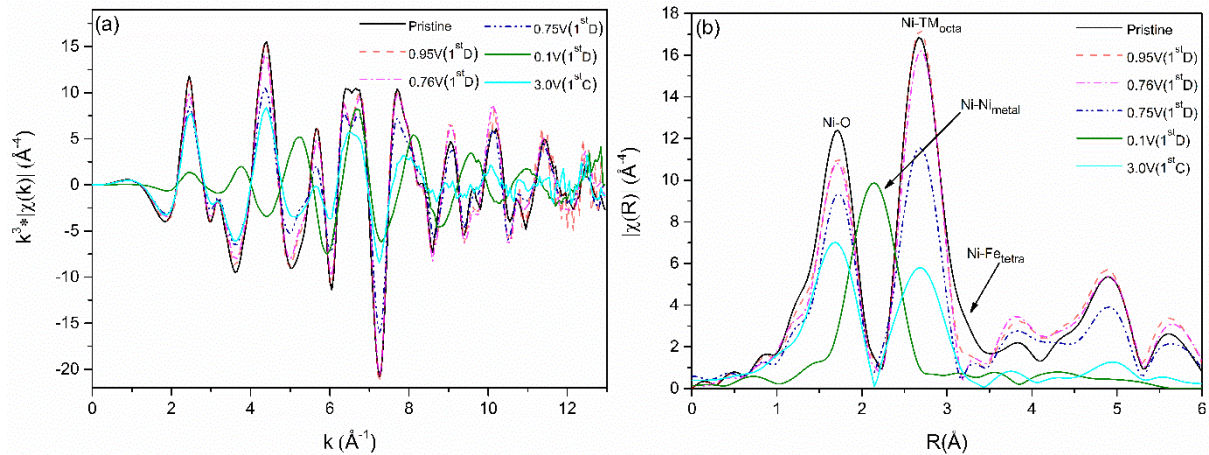 (a)
Pristine
0.95V(1stD)
0.76V(1stD)
0.75V(1stD)
0.1V(1stD)
3.0V(1stC)
k³*|χ(k)| (Å⁻⁴)
15
10
5
0
-5
-10
-15
-20
0 2 4 6 8 10 12
k (Å⁻¹)
(b)
Ni-TMocta
Pristine
0.95V(1stD)
0.76V(1stD)
0.75V(1stD)
0.1V(1stD)
3.0V(1stC)
Ni-Nimetal
Ni-O
Ni-Fetetra
|χ(R)| (Å⁻⁴)
18
16
14
12
10
8
6
4
2
0
0 1 2 3 4 5 6
R(Å)